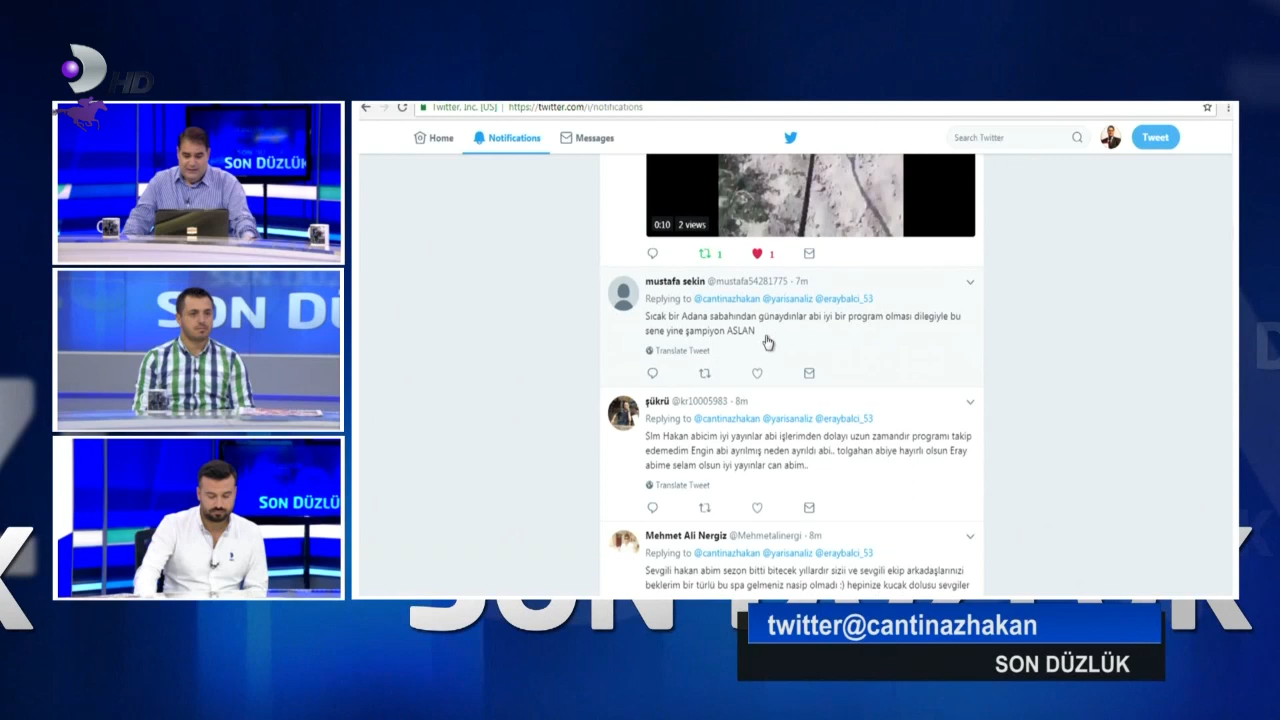 HD
SON DÜZLÜK
SON DÜ
SON DÜZLÜ
Twitter, Inc. [US] | https://twitter.com/i/notifications
Home
Notifications
Messages
Search Twitter
Tweet
0:10
2 views
1
1
mustafa sekin @mustafa54281775 · 7m
Replying to @cantinazhakan @yarisanaliz @eraybalci_53
Sıcak bir Adana sabahından günaydınlar abi iyi bir program olması dilegiyle bu
sene yine şampiyon ASLAN
Translate Tweet
şükrü @kr10005983 · 8m
Replying to @cantinazhakan @yarisanaliz @eraybalci_53
Slm Hakan abicim iyi yayınlar abi işlerimden dolayı uzun zamandır programı takip
edemedim Engin abi ayrılmış neden ayrıldı abi.. tolgahan abiye hayırlı olsun Eray
abime selam olsun iyi yayınlar can abim..
Translate Tweet
Mehmet Ali Nergiz @Mehmetalinergi · 8m
Replying to @cantinazhakan @yarisanaliz @eraybalci_53
Sevgili hakan abim sezon bitti bitecek yıllardır sizii ve sevgili ekip arkadaşlarınızi
beklerim bir türlü bu spa gelmeniz nasip olmadı :) hepinize kucak dolusu sevgiler
twitter@cantinazhakan
SON DÜZLÜK